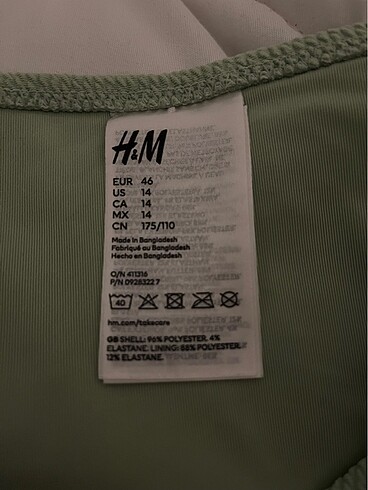 H&M
EUR 46
US 14
CA 14
MX 14
CN 175/110
Made in Bangladesh
Fabriqué au Bangladesh
Hecho en Bangladesh
O/N 411316
P/N 0928322 7
40
hm.com/takecare
GB SHELL: 96% POLYESTER. 4%
ELASTANE. LINING: 88% POLYESTER.
12% ELASTANE.